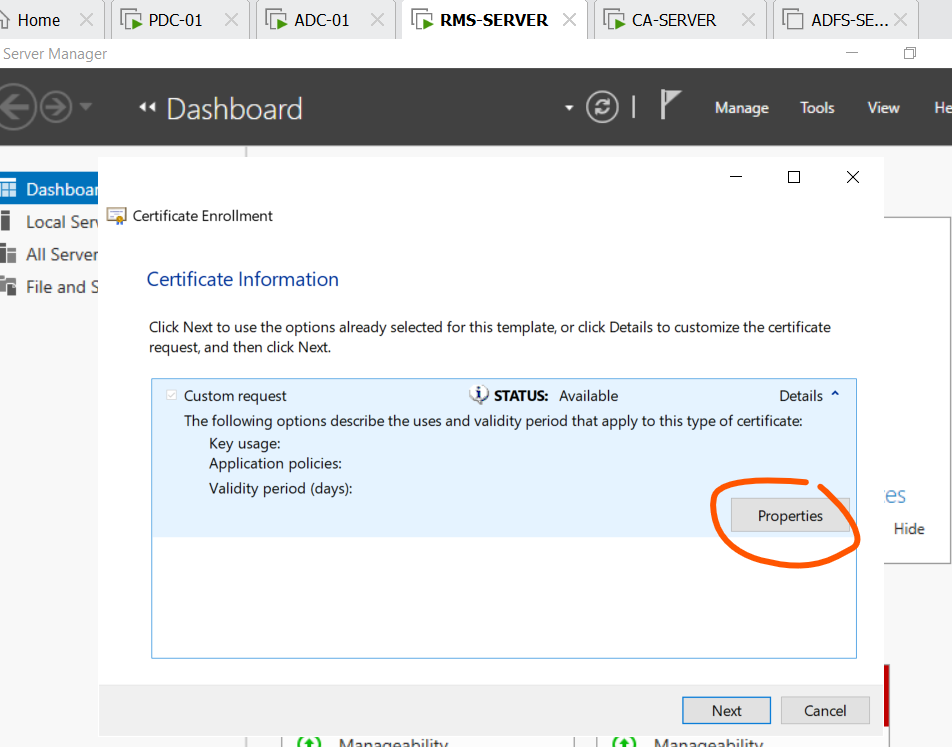 Home PDC-01 ADC-01 RMS-SERVER CA-SERVER ADFS-SE...
Server Manager
Dashboard Manage Tools View He
Dashboar
Local Serv
All Server
File and S
Certificate Enrollment
Certificate Information
Click Next to use the options already selected for this template, or click Details to customize the certificate
request, and then click Next.
Custom request STATUS: Available Details
The following options describe the uses and validity period that apply to this type of certificate:
Key usage:
Application policies:
Validity period (days):
Properties
es
Hide
Next Cancel
Manageability Manageability